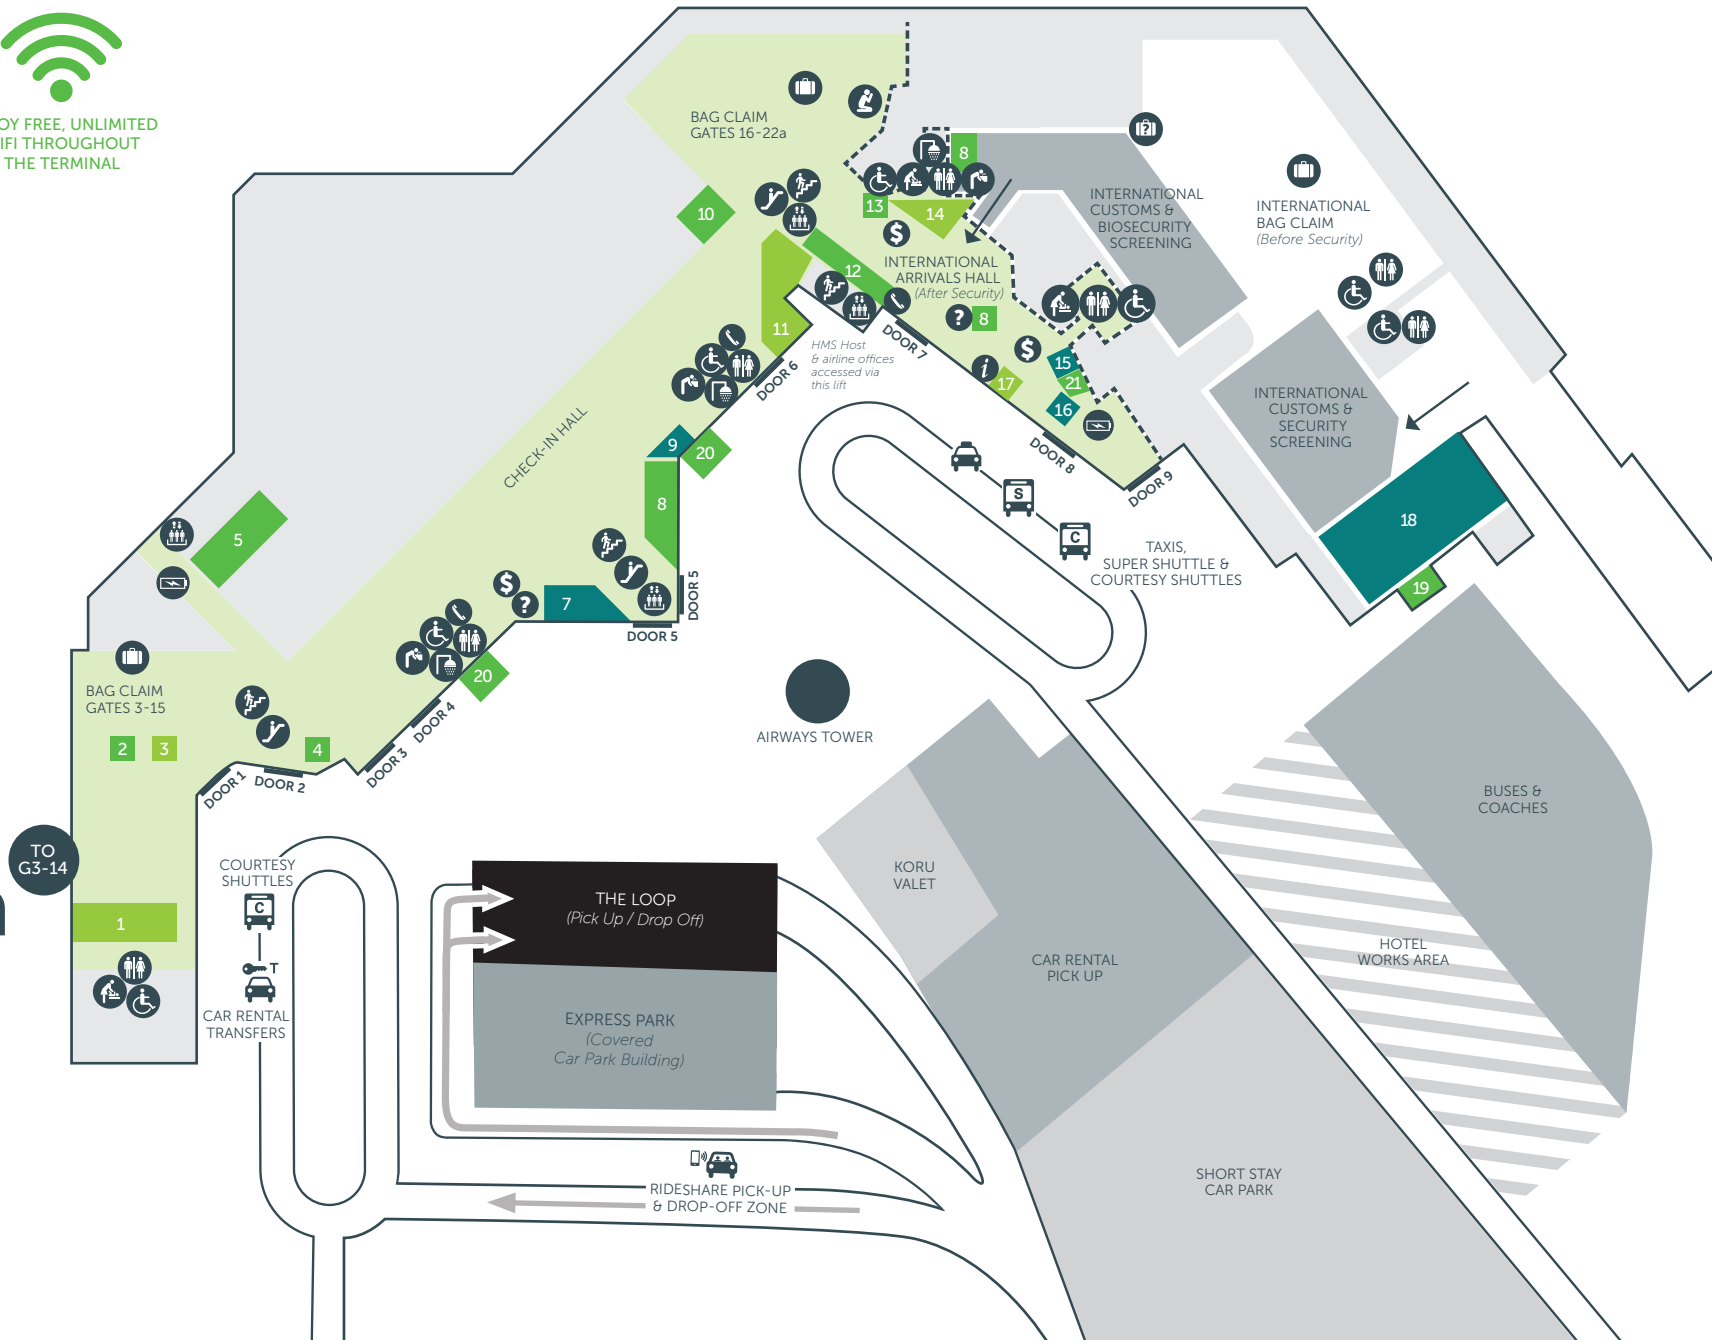 OY FREE, UNLIMITED
IFI THROUGHOUT
THE TERMINAL
BAG CLAIM
GATES 16-22a
8
13
14
10
12
11
INTERNATIONAL
ARRIVALS HALL
(After Security)
?
8
INTERNATIONAL
CUSTOMS &
BIOSECURITY
SCREENING
?
INTERNATIONAL
BAG CLAIM
(Before Security)
$
$
i
17
15
21
16
DOOR 7
DOOR 6
HMS Host
& airline offices
accessed via
this lift
DOOR 8
DOOR 9
INTERNATIONAL
CUSTOMS &
SECURITY
SCREENING
18
19
CHECK-IN HALL
9
20
8
5
$
?
7
DOOR 5
DOOR 5
S
C
TAXIS,
SUPER SHUTTLE &
COURTESY SHUTTLES
20
BAG CLAIM
GATES 3-15
2
3
4
DOOR 1
DOOR 2
DOOR 3
DOOR 4
AIRWAYS TOWER
TO
G3-14
1
COURTESY
SHUTTLES
C
T
CAR RENTAL
TRANSFERS
THE LOOP
(Pick Up / Drop Off)
EXPRESS PARK
(Covered
Car Park Building)
KORU
VALET
CAR RENTAL
PICK UP
BUSES &
COACHES
HOTEL
WORKS AREA
SHORT STAY
CAR PARK
RIDESHARE PICK-UP
& DROP-OFF ZONE